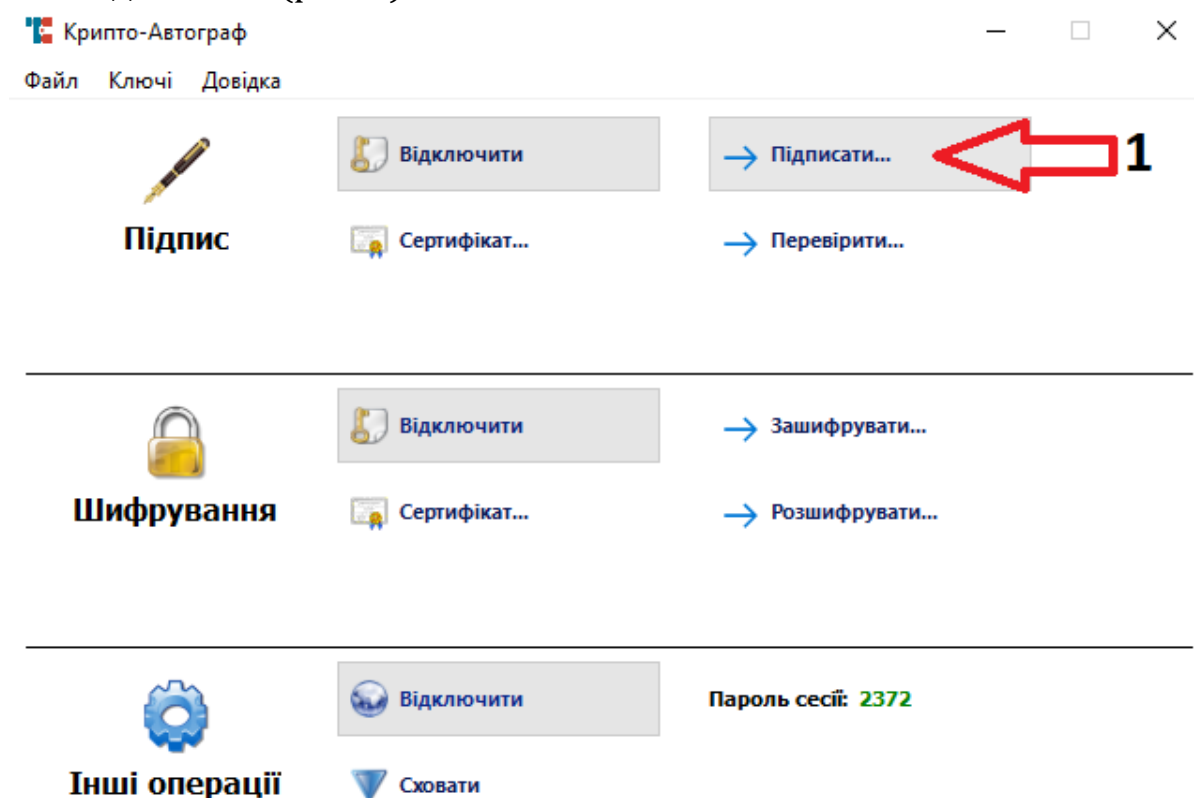 Крипто-Автограф
Файл Ключі Довідка
Відключити
Підписати...
1
Підпис
Сертифікат...
Перевірити...
Відключити
Зашифрувати...
Шифрування
Сертифікат...
Розшифрувати...
Відключити
Пароль сесії: 2372
Інші операції
Сховати